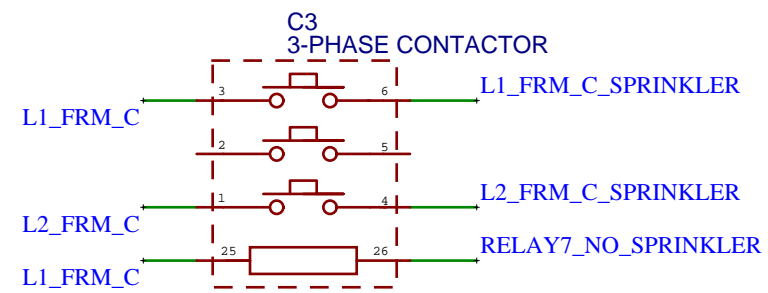 C3
3-PHASE CONTACTOR
3 6 L1_FRM_C_SPRINKLER
L1_FRM_C
2 5
1 4 L2_FRM_C_SPRINKLER
L2_FRM_C
25 26 RELAY7_NO_SPRINKLER
L1_FRM_C